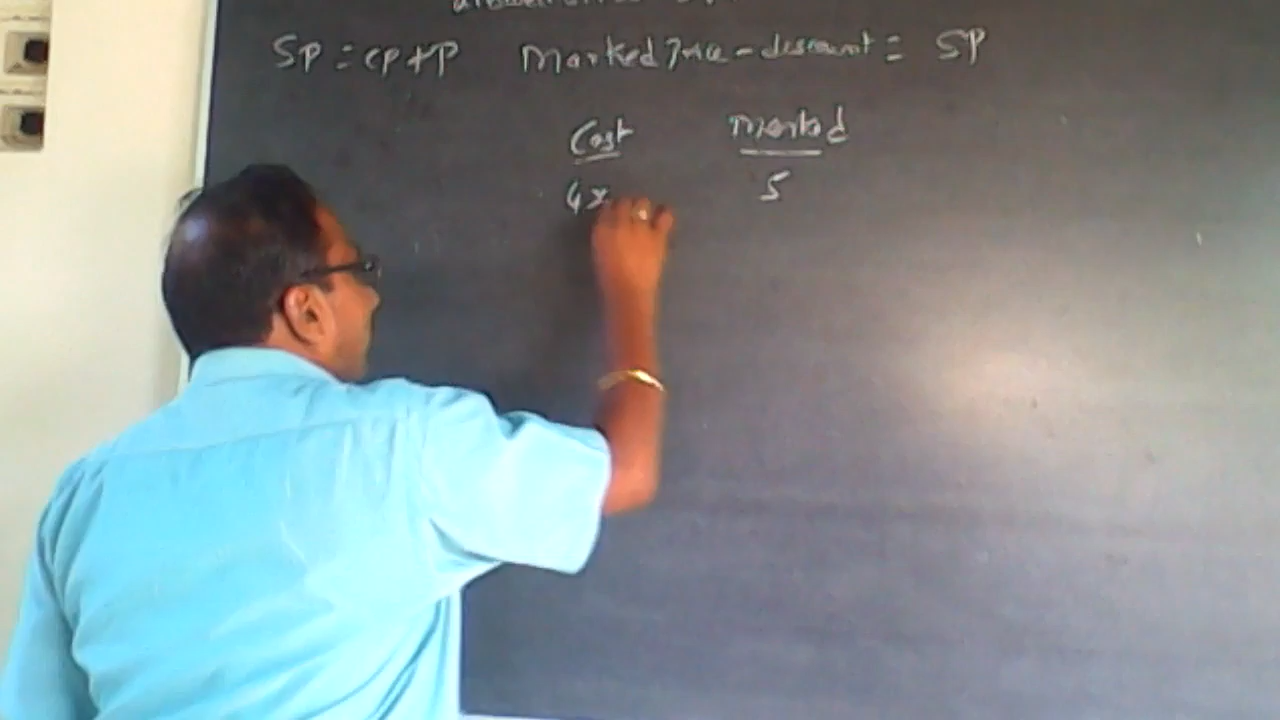 SP = CP + P Marked Price - discount = SP
Cost Marked
4x 5